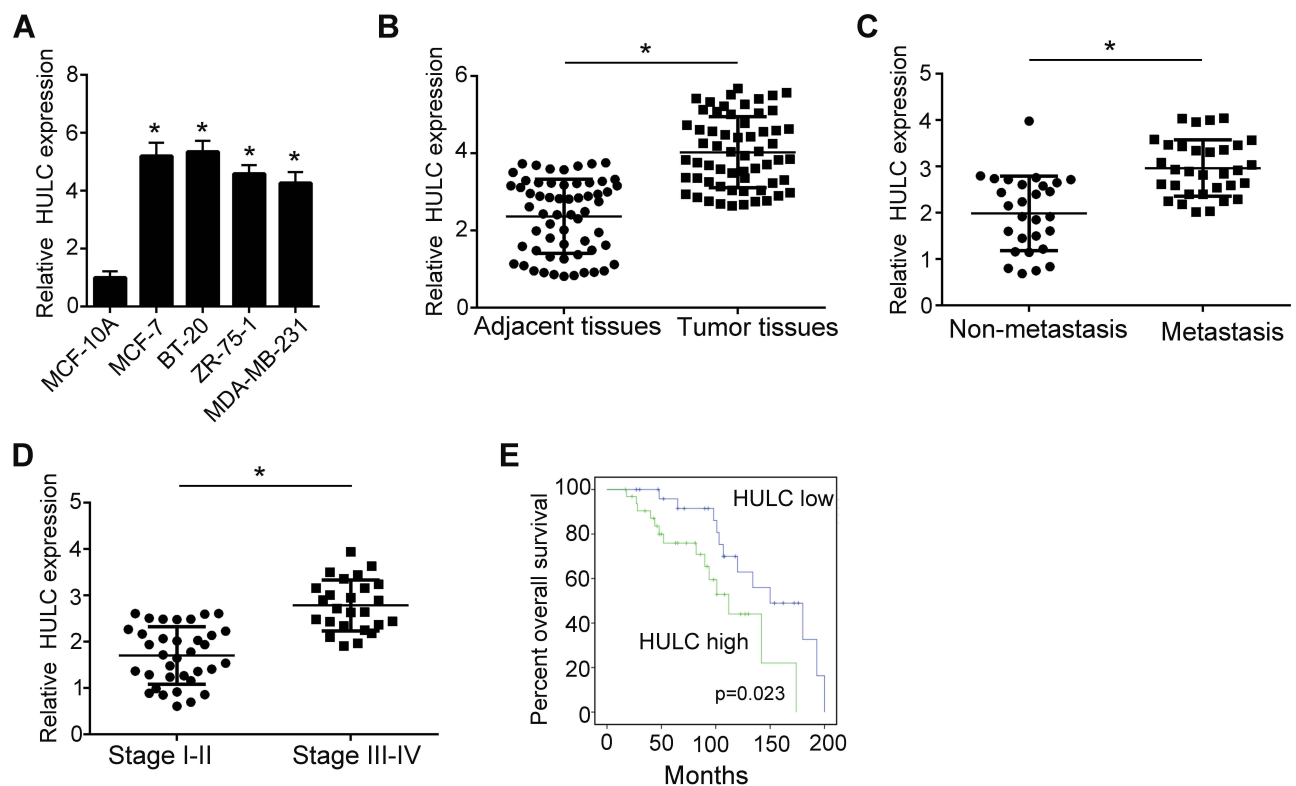 A
Relative HULC expression
8
6
4
2
0
* * * *
MCF-10A
MCF-7
BT-20
ZR-75-1
MDA-MB-231
B
Relative HULC expression
6
4
2
0
*
Adjacent tissues
Tumor tissues
C
Relative HULC expression
5
4
3
2
1
0
*
Non-metastasis
Metastasis
D
Relative HULC expression
5
4
3
2
1
0
*
Stage I-II
Stage III-IV
E
Percent overall survival
100
80
60
40
20
0
HULC low
HULC high
p=0.023
0 50 100 150 200
Months